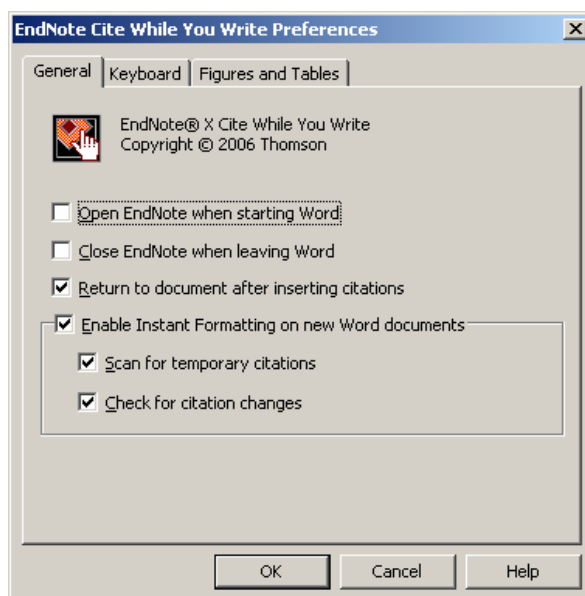 EndNote Cite While You Write Preferences
General Keyboard Figures and Tables
EndNote® X Cite While You Write
Copyright © 2006 Thomson
Open EndNote when starting Word
Close EndNote when leaving Word
Return to document after inserting citations
Enable Instant Formatting on new Word documents
Scan for temporary citations
Check for citation changes
OK Cancel Help